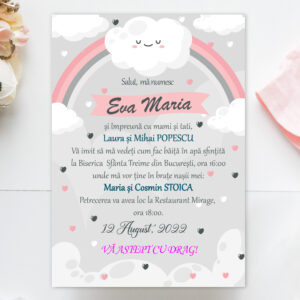 Salut, mă numesc
Eva Maria
și împreună cu mami și tati,
Laura și Mihai POPESCU
Vă invit să mă vedeți cum fac băiță în apă sfințită
la Biserica Sfânta Treime din București, ora 16:00
unde mă vor ține în brațe nașii mei:
Maria și Cosmin STOICA
Petrecerea va avea loc la Restaurant Mirage,
ora 18:00.
19 August, 2022
VĂ AȘTEPT CU DRAG!